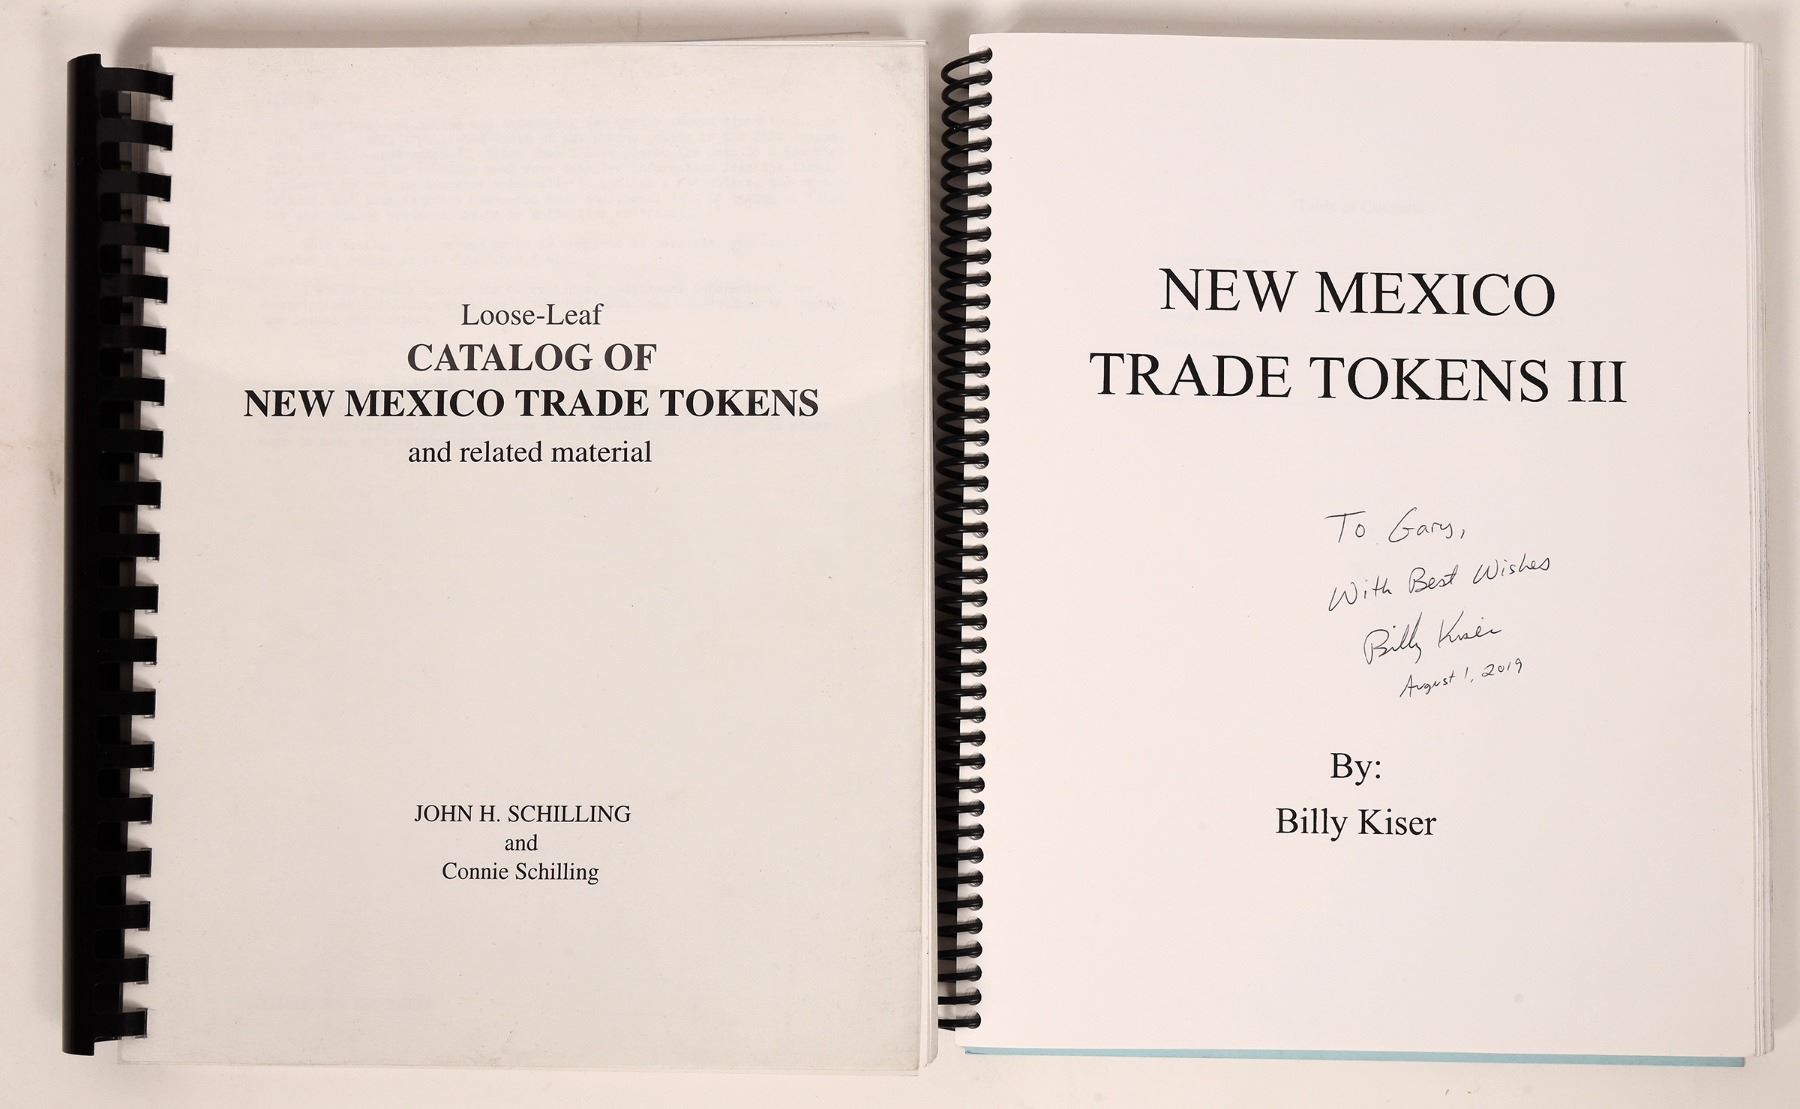 Loose-Leaf
CATALOG OF
NEW MEXICO TRADE TOKENS
and related material
JOHN H. SCHILLING
and
Connie Schilling
NEW MEXICO
TRADE TOKENS III
To Gary,
With Best Wishes
Billy Kiser
August 1, 2019
By:
Billy Kiser